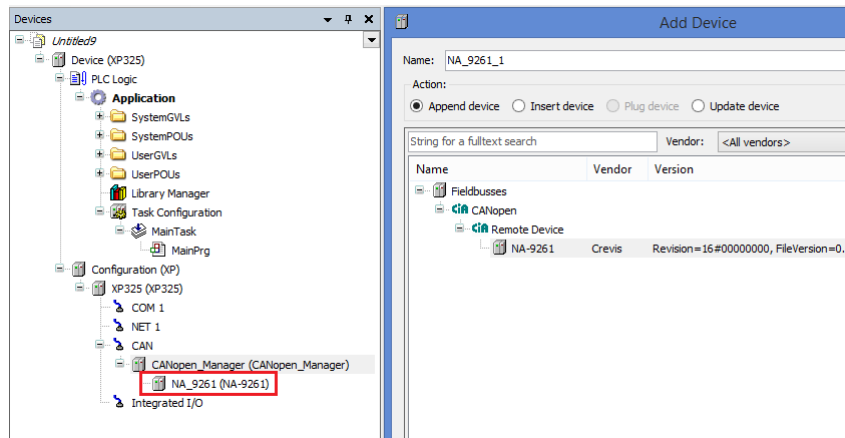 Devices
Untitled9
Device (XP325)
PLC Logic
Application
SystemGVLs
SystemPOUs
UserGVLs
UserPOUs
Library Manager
Task Configuration
MainTask
MainPrg
Configuration (XP)
XP325 (XP325)
COM 1
NET 1
CAN
CANopen_Manager (CANopen_Manager)
NA_9261 (NA-9261)
Integrated I/O
Add Device
Name: NA_9261_1
Action:
Append device Insert device Plug device Update device
String for a fulltext search Vendor: <All vendors>
Name Vendor Version
Fieldbusses
CiA CANopen
CiA Remote Device
NA-9261 Crevis Revision=16#00000000, FileVersion=0.